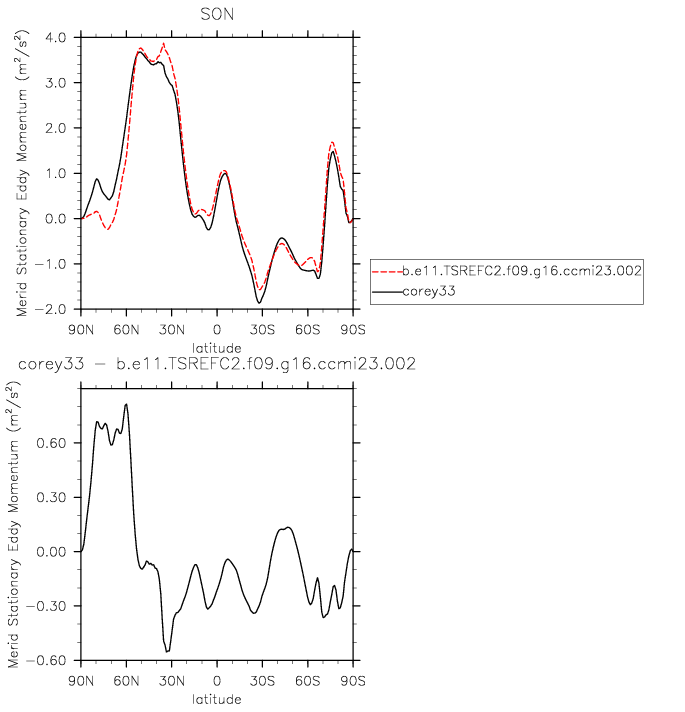 SON
Merid Stationary Eddy Momentum (m²/s²)
4.0
3.0
2.0
1.0
0.0
-1.0
-2.0
90N 60N 30N 0 30S 60S 90S
latitude
b.e11.TSREFC2.f09.g16.ccmi23.002
corey33
corey33 - b.e11.TSREFC2.f09.g16.ccmi23.002
Merid Stationary Eddy Momentum (m²/s²)
0.60
0.30
0.00
-0.30
-0.60
90N 60N 30N 0 30S 60S 90S
latitude